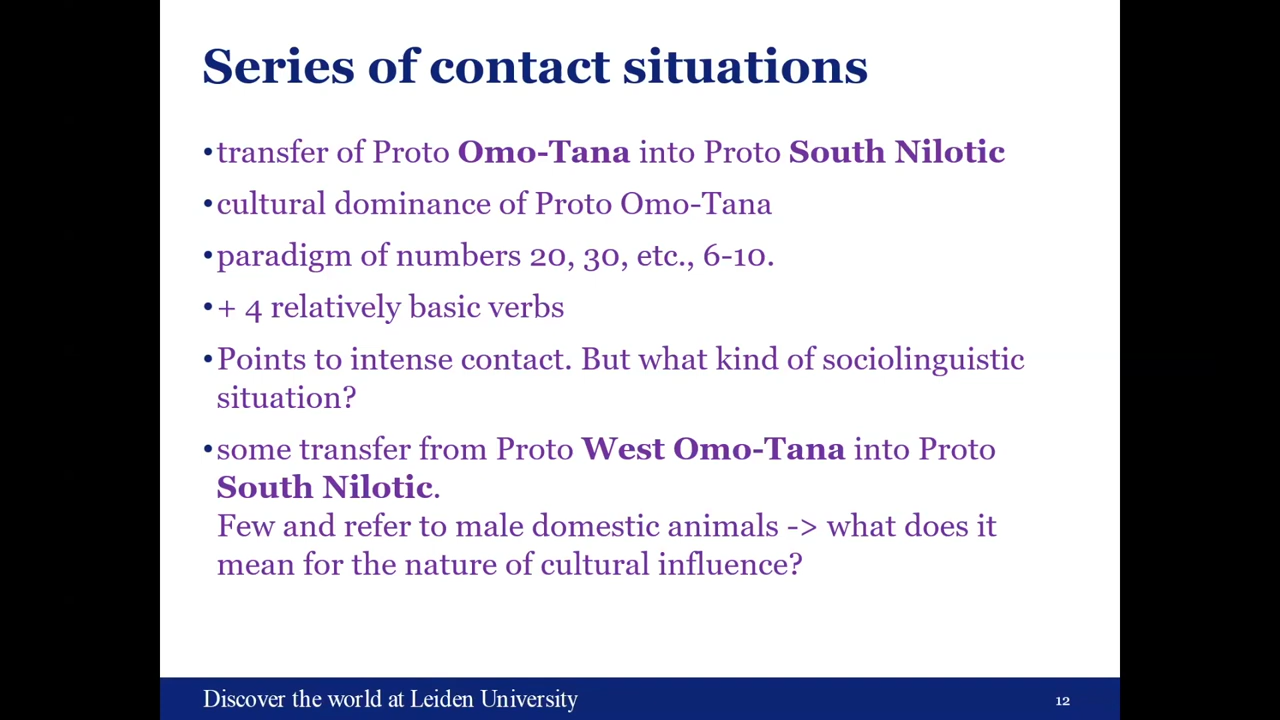 Series of contact situations
•transfer of Proto Omo-Tana into Proto South Nilotic
•cultural dominance of Proto Omo-Tana
•paradigm of numbers 20, 30, etc., 6-10.
•+ 4 relatively basic verbs
•Points to intense contact. But what kind of sociolinguistic
situation?
•some transfer from Proto West Omo-Tana into Proto
South Nilotic.
Few and refer to male domestic animals -> what does it
mean for the nature of cultural influence?
Discover the world at Leiden University
12